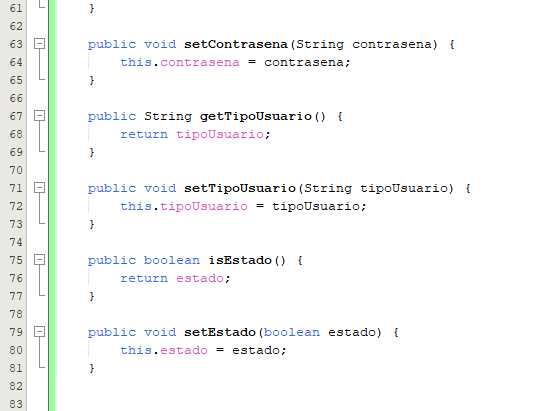 61 }
62
63 public void setContrasena(String contrasena) {
64 this.contrasena = contrasena;
65 }
66
67 public String getTipoUsuario() {
68 return tipoUsuario;
69 }
70
71 public void setTipoUsuario(String tipoUsuario) {
72 this.tipoUsuario = tipoUsuario;
73 }
74
75 public boolean isEstado() {
76 return estado;
77 }
78
79 public void setEstado(boolean estado) {
80 this.estado = estado;
81 }
82
83